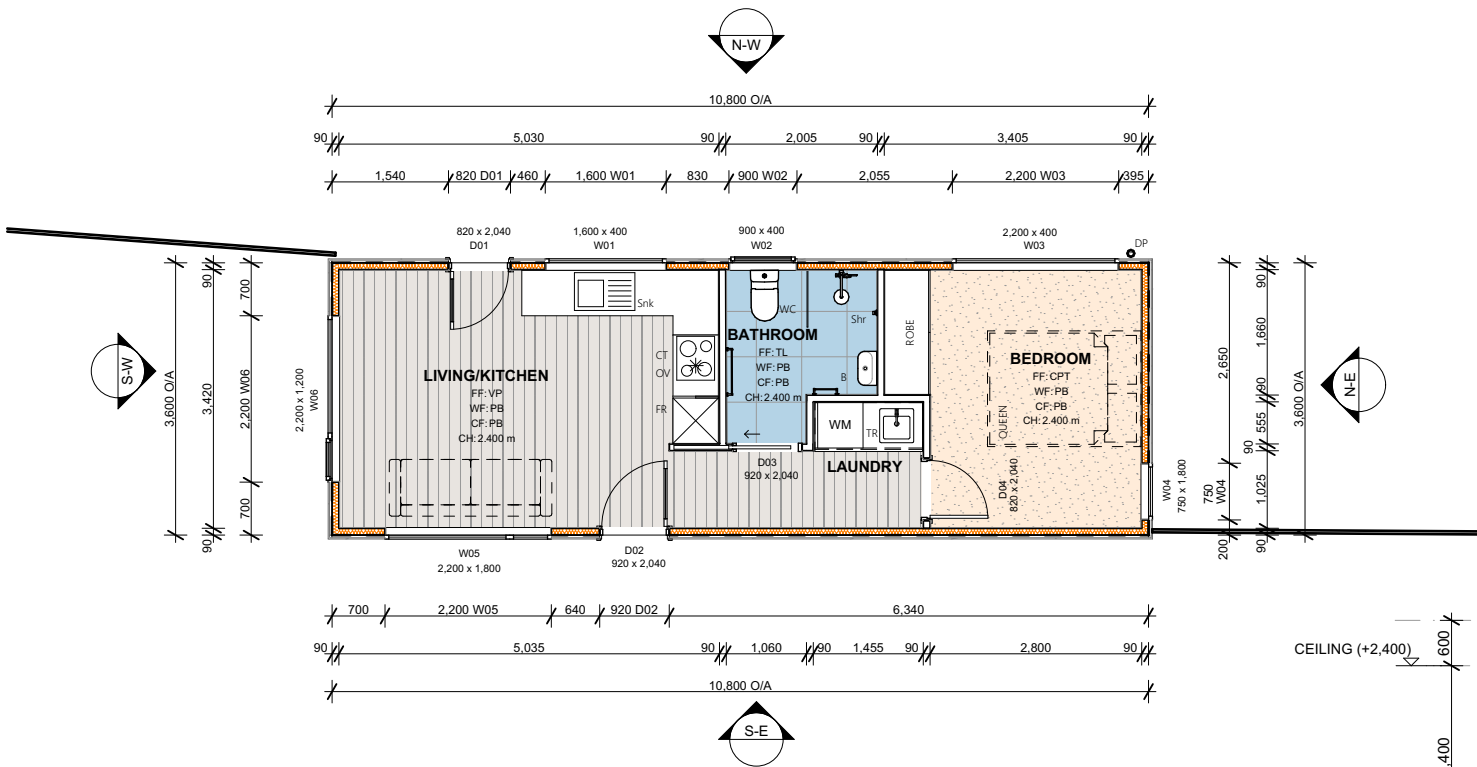 N-W
10,800 O/A
90 5,030 90 2,005 90 3,405 90
1,540 820 D01 460 1,600 W01 830 900 W02 2,055 2,200 W03 395
820 x 2,040
D01
1,600 x 400
W01
900 x 400
W02
2,200 x 400
W03
DP
S-W
3,600 O/A
90
3,420
90
700
2,200 W06
700
2,200 x 1,200
W06
LIVING/KITCHEN
FF: VP
WF: PB
CF: PB
CH: 2.400 m
Snk
CT
OV
FR
WC
BATHROOM
FF: TL
WF: PB
CF: PB
CH: 2.400 m
Shr
B
ROBE
BEDROOM
FF: CPT
WF: PB
CF: PB
CH: 2.400 m
QUEEN
WM
TR
LAUNDRY
D03
920 x 2,040
D04
820 x 2,040
W04
750 x 1,800
2,650
750
W04
200
90
1,660
90
555
90
1,025
90
3,600 O/A
N-E
W05
2,200 x 1,800
D02
920 x 2,040
700 2,200 W05 640 920 D02 6,340
90 5,035 90 1,060 90 1,455 90 2,800 90
10,800 O/A
S-E
CEILING (+2,400)
600
,400